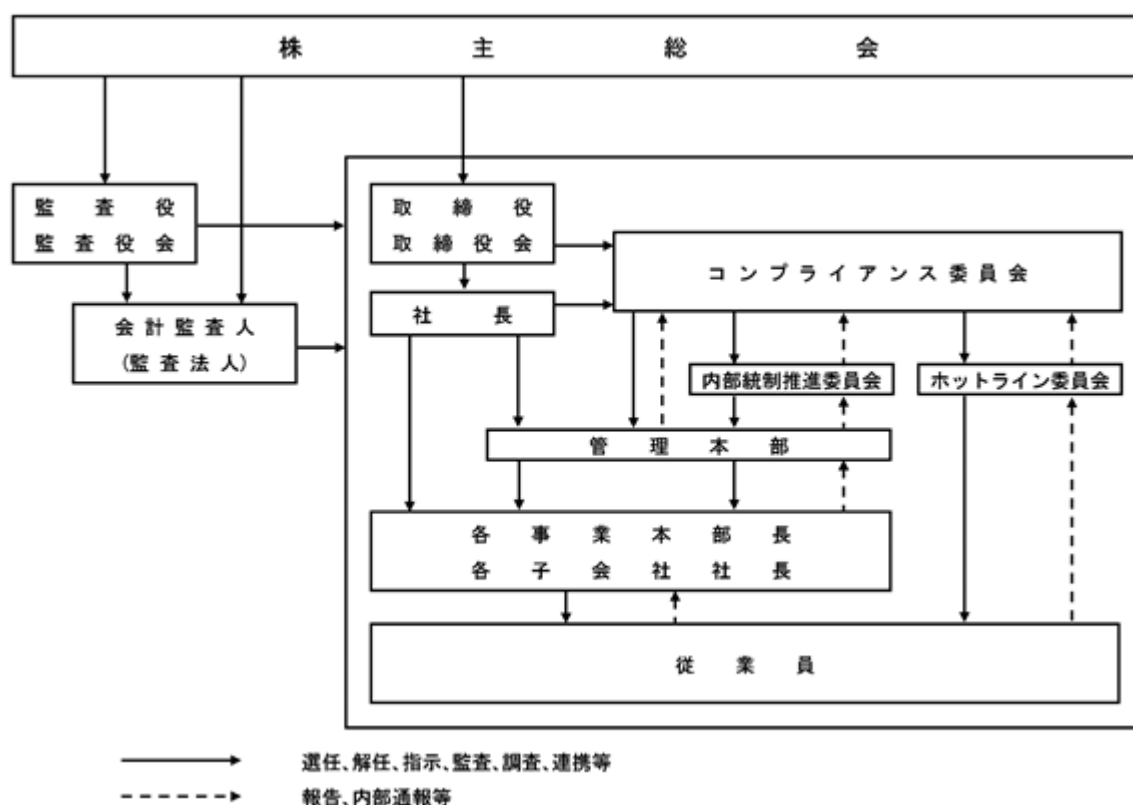 株主総会
監査役
監査役会
取締役
取締役会
コンプライアンス委員会
会計監査人
(監査法人)
社長
内部統制推進委員会
ホットライン委員会
管理本部
各事業本部長
各子会社社長
従業員
選任、解任、指示、監査、調査、連携等
報告、内部通報等